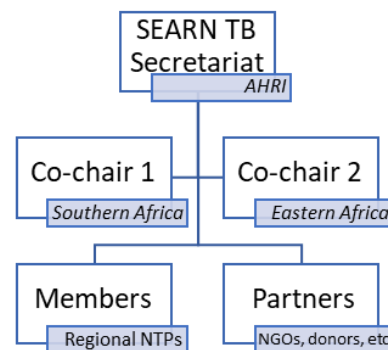 SEARN TB
Secretariat
AHRI
Co-chair 1
Southern Africa
Co-chair 2
Eastern Africa
Members
Regional NTPs
Partners
NGOs, donors, etc